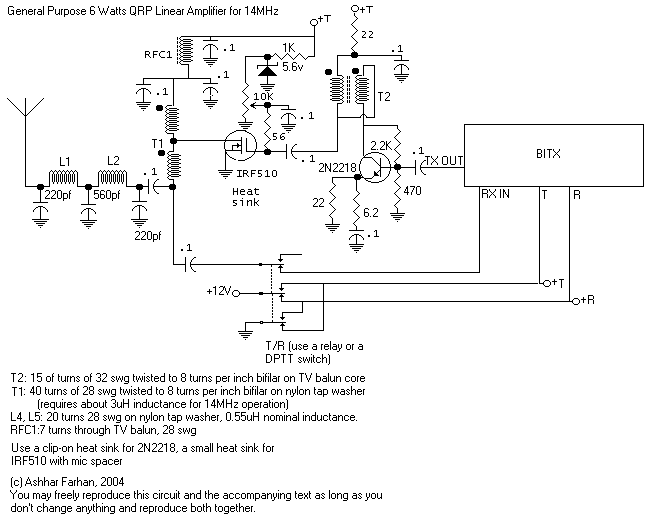 General Purpose 6 Watts QRP Linear Amplifier for 14MHz
+T
+T
22
RFC1
.1
1K
5.6v
.1
.1
.1
10K
.1
T2
T1
56
.1
IRF510
Heat
sink
2N2218
2.2K
.1
TX OUT
BITX
470
RX IN
T
R
L1
L2
.1
220pf
560pf
220pf
22
6.2
.1
.1
+12V
+T
+R
T/R (use a relay or a
DPTT switch)
T2: 15 of turns of 32 swg twisted to 8 turns per inch bifilar on TV balun core
T1: 40 turns of 28 swg twisted to 8 turns per inch bifilar on nylon tap washer
(requires about 3uH inductance for 14MHz operation)
L4, L5: 20 turns 28 swg on nylon tap washer, 0.55uH nominal inductance.
RFC1:7 turns through TV balun, 28 swg
Use a clip-on heat sink for 2N2218, a small heat sink for
IRF510 with mic spacer
(c) Ashhar Farhan, 2004
You may freely reproduce this circuit and the accompanying text as long as you
don't change anything and reproduce both together.